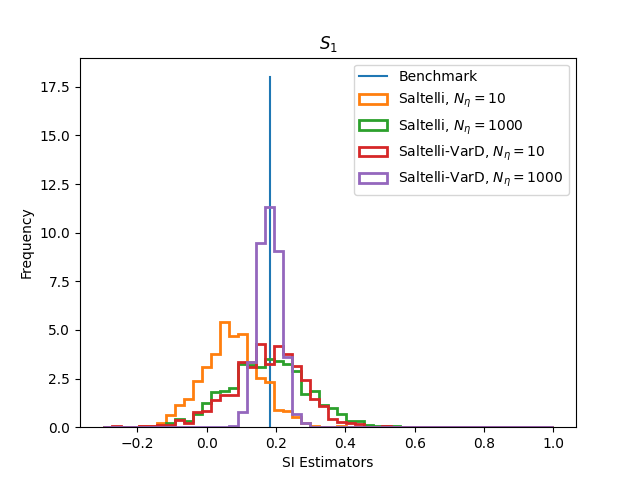 S₁
Benchmark
Saltelli, Nη = 10
Saltelli, Nη = 1000
Saltelli-VarD, Nη = 10
Saltelli-VarD, Nη = 1000
Frequency
17.5
15.0
12.5
10.0
7.5
5.0
2.5
0.0
−0.2 0.0 0.2 0.4 0.6 0.8 1.0
SI Estimators